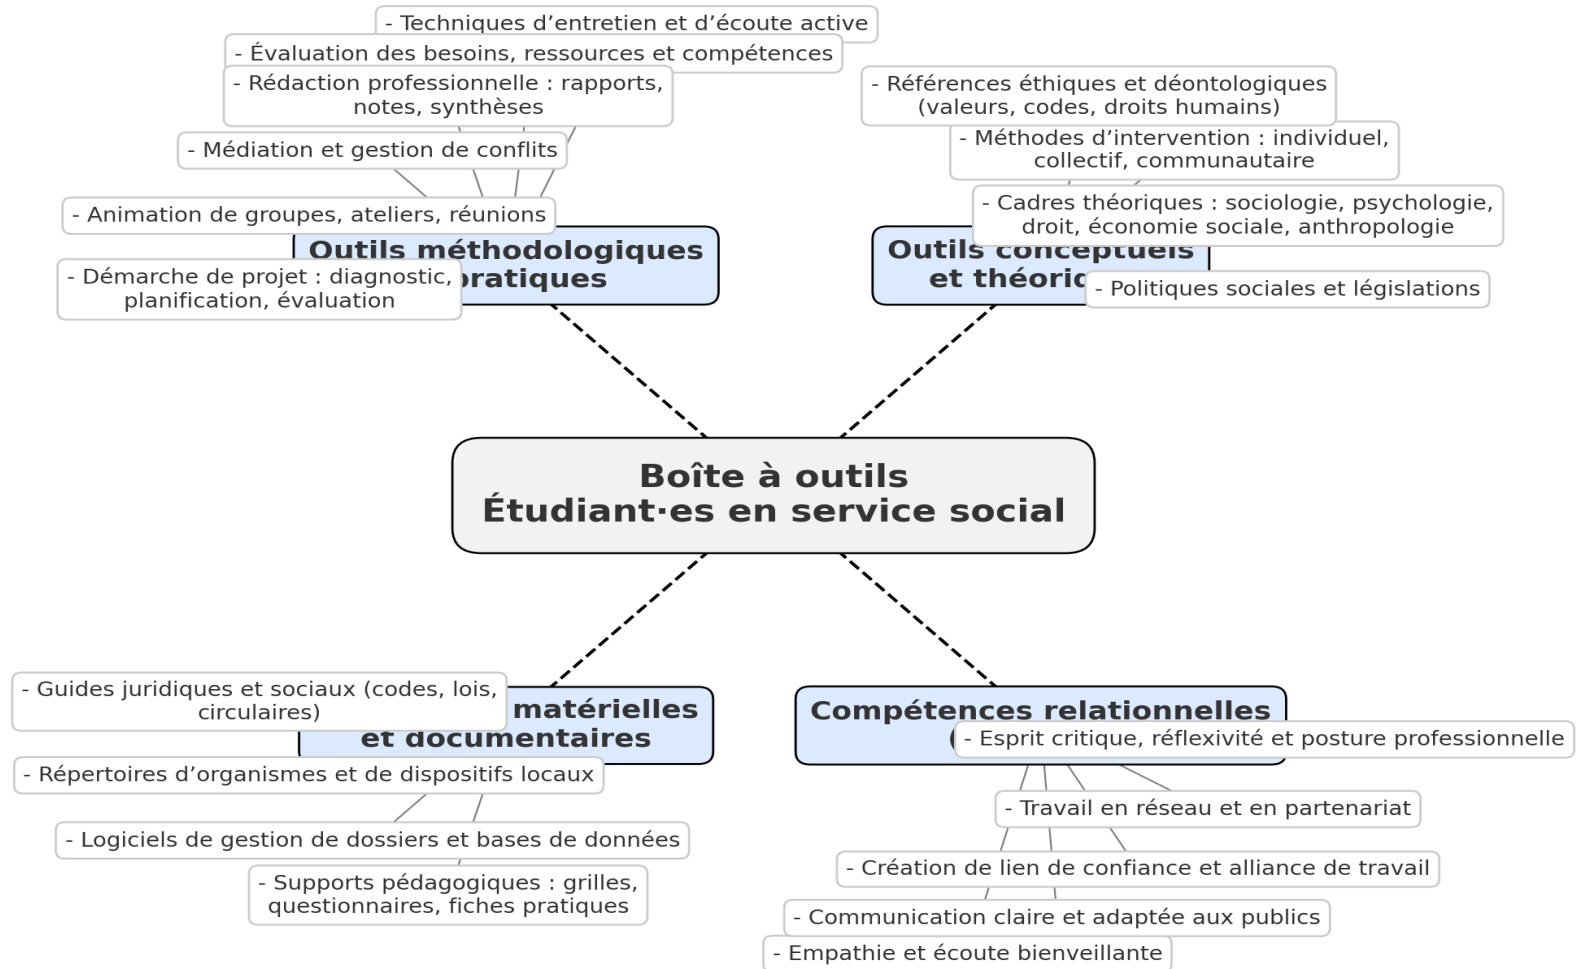 - Techniques d’entretien et d’écoute active
- Évaluation des besoins, ressources et compétences
- Rédaction professionnelle : rapports,
notes, synthèses
- Médiation et gestion de conflits
- Animation de groupes, ateliers, réunions
Outils méthodologiques
pratiques
- Démarche de projet : diagnostic,
planification, évaluation
- Références éthiques et déontologiques
(valeurs, codes, droits humains)
- Méthodes d’intervention : individuel,
collectif, communautaire
- Cadres théoriques : sociologie, psychologie,
droit, économie sociale, anthropologie
Outils conceptuels
et
- Politiques sociales et législations
Boîte à outils
Étudiant·es en service social
- Guides juridiques et sociaux (codes, lois,
circulaires)
matérielles
et documentaires
- Répertoires d’organismes et de dispositifs locaux
- Logiciels de gestion de dossiers et bases de données
- Supports pédagogiques : grilles,
questionnaires, fiches pratiques
Compétences relationnelles
- Esprit critique, réflexivité et posture professionnelle
- Travail en réseau et en partenariat
- Création de lien de confiance et alliance de travail
- Communication claire et adaptée aux publics
- Empathie et écoute bienveillante